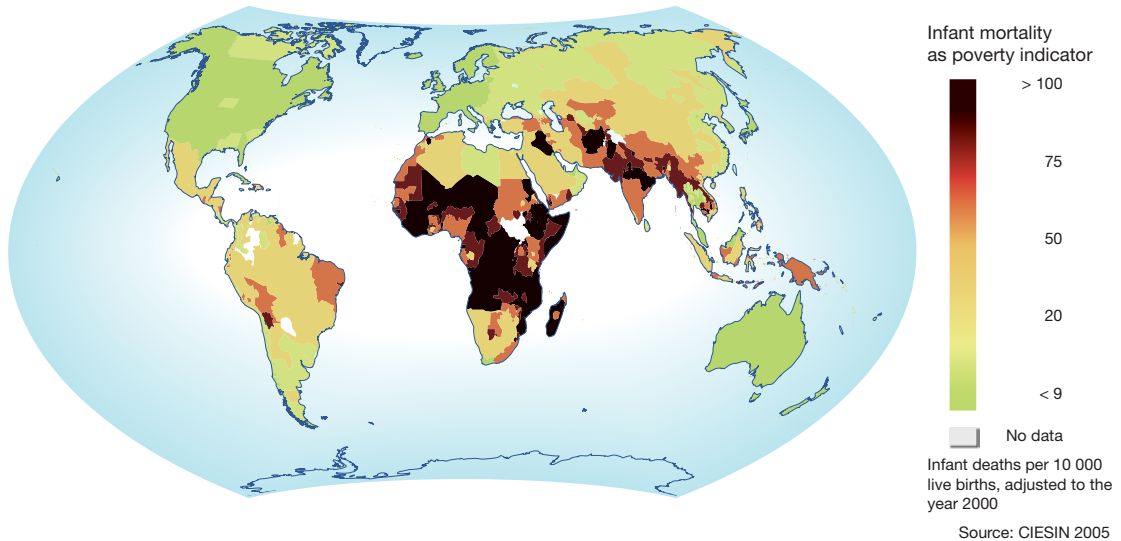 Infant mortality
as poverty indicator
> 100
75
50
20
< 9
No data
Infant deaths per 10 000
live births, adjusted to the
year 2000
Source: CIESIN 2005